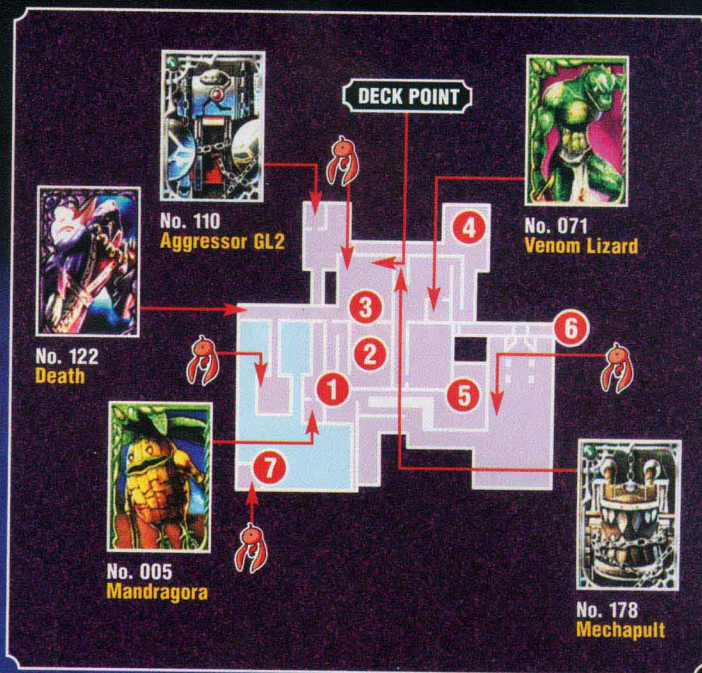 DECK POINT
No. 110
Aggressor GL2
No. 071
Venom Lizard
No. 122
Death
4
3
6
2
1
5
7
No. 005
Mandragora
No. 178
Mechapult